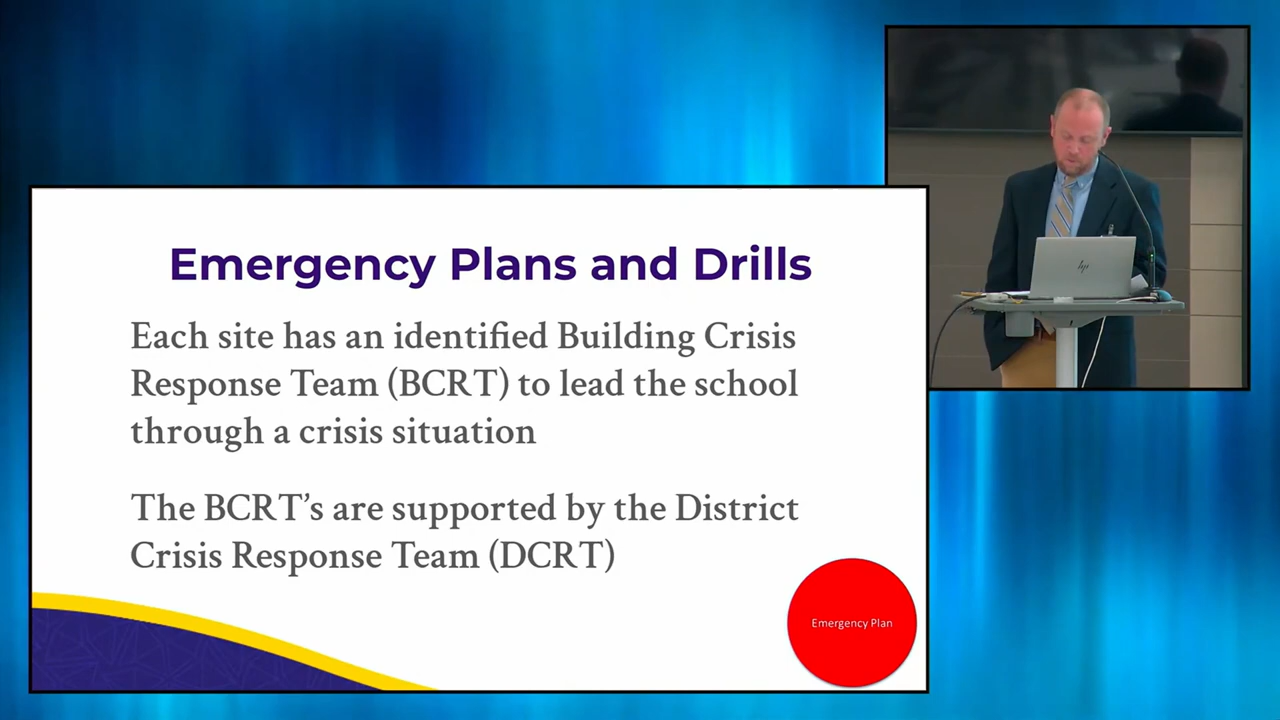 Emergency Plans and Drills
Each site has an identified Building Crisis
Response Team (BCRT) to lead the school
through a crisis situation
The BCRT’s are supported by the District
Crisis Response Team (DCRT)
Emergency Plan
hp